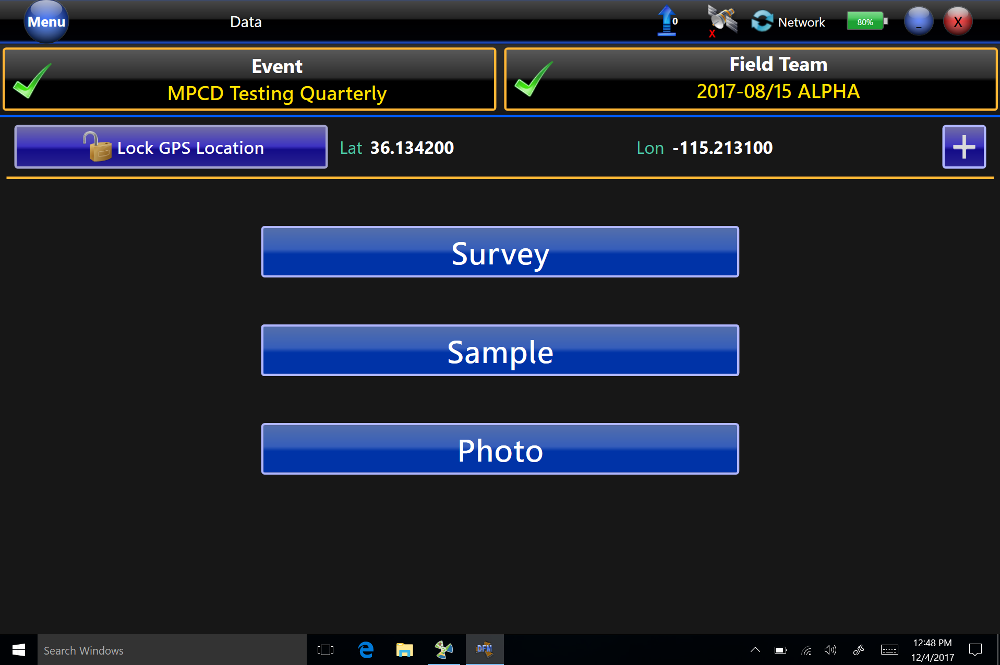 Menu
Data
0
X
Network
80%
_
X
Event
MPCD Testing Quarterly
Field Team
2017-08/15 ALPHA
Lock GPS Location
Lat 36.134200
Lon -115.213100
Survey
Sample
Photo
Search Windows
DFM
12:48 PM
12/4/2017